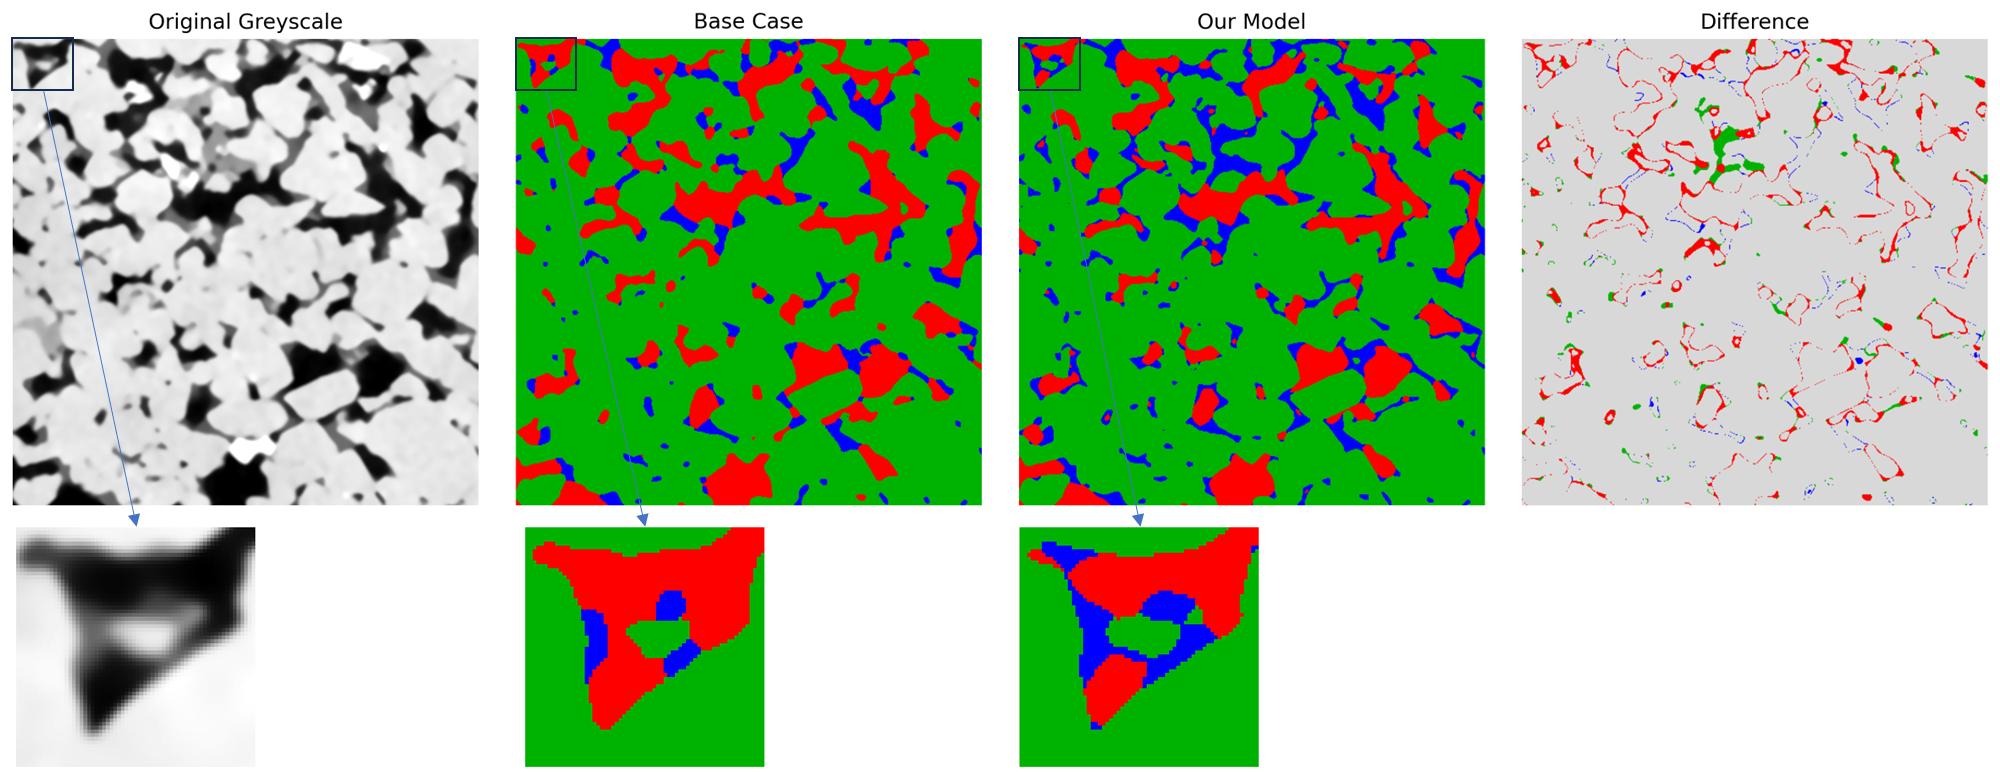 Original Greyscale
Base Case
Our Model
Difference